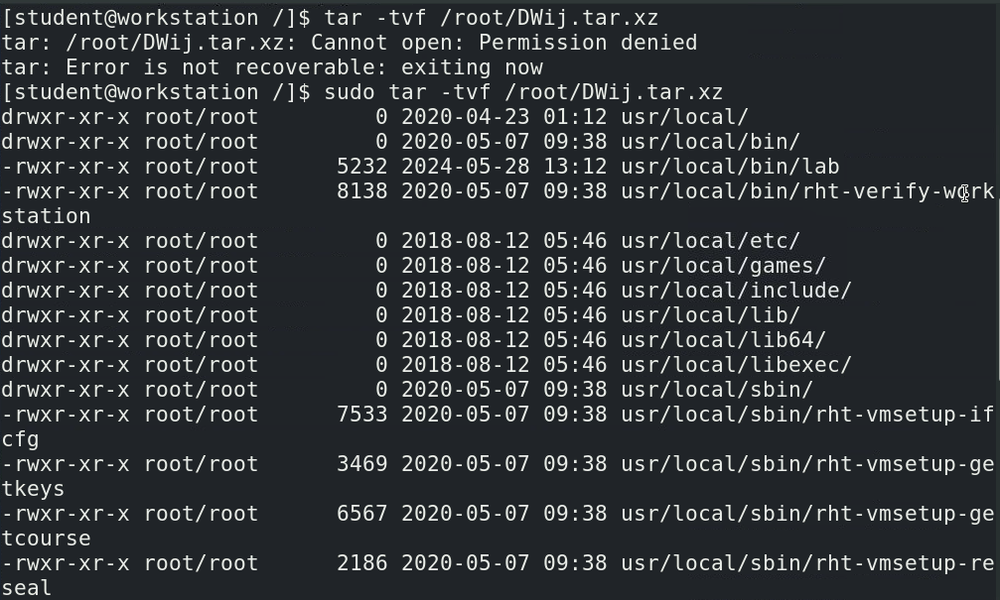 [student@workstation /]$ tar -tvf /root/DWij.tar.xz
tar: /root/DWij.tar.xz: Cannot open: Permission denied
tar: Error is not recoverable: exiting now
[student@workstation /]$ sudo tar -tvf /root/DWij.tar.xz
drwxr-xr-x root/root         0 2020-04-23 01:12 usr/local/
drwxr-xr-x root/root         0 2020-05-07 09:38 usr/local/bin/
-rwxr-xr-x root/root      5232 2024-05-28 13:12 usr/local/bin/lab
-rwxr-xr-x root/root      8138 2020-05-07 09:38 usr/local/bin/rht-verify-work
station
drwxr-xr-x root/root         0 2018-08-12 05:46 usr/local/etc/
drwxr-xr-x root/root         0 2018-08-12 05:46 usr/local/games/
drwxr-xr-x root/root         0 2018-08-12 05:46 usr/local/include/
drwxr-xr-x root/root         0 2018-08-12 05:46 usr/local/lib/
drwxr-xr-x root/root         0 2018-08-12 05:46 usr/local/lib64/
drwxr-xr-x root/root         0 2018-08-12 05:46 usr/local/libexec/
drwxr-xr-x root/root         0 2020-05-07 09:38 usr/local/sbin/
-rwxr-xr-x root/root      7533 2020-05-07 09:38 usr/local/sbin/rht-vmsetup-if
cfg
-rwxr-xr-x root/root      3469 2020-05-07 09:38 usr/local/sbin/rht-vmsetup-ge
tkeys
-rwxr-xr-x root/root      6567 2020-05-07 09:38 usr/local/sbin/rht-vmsetup-ge
tcourse
-rwxr-xr-x root/root      2186 2020-05-07 09:38 usr/local/sbin/rht-vmsetup-re
seal